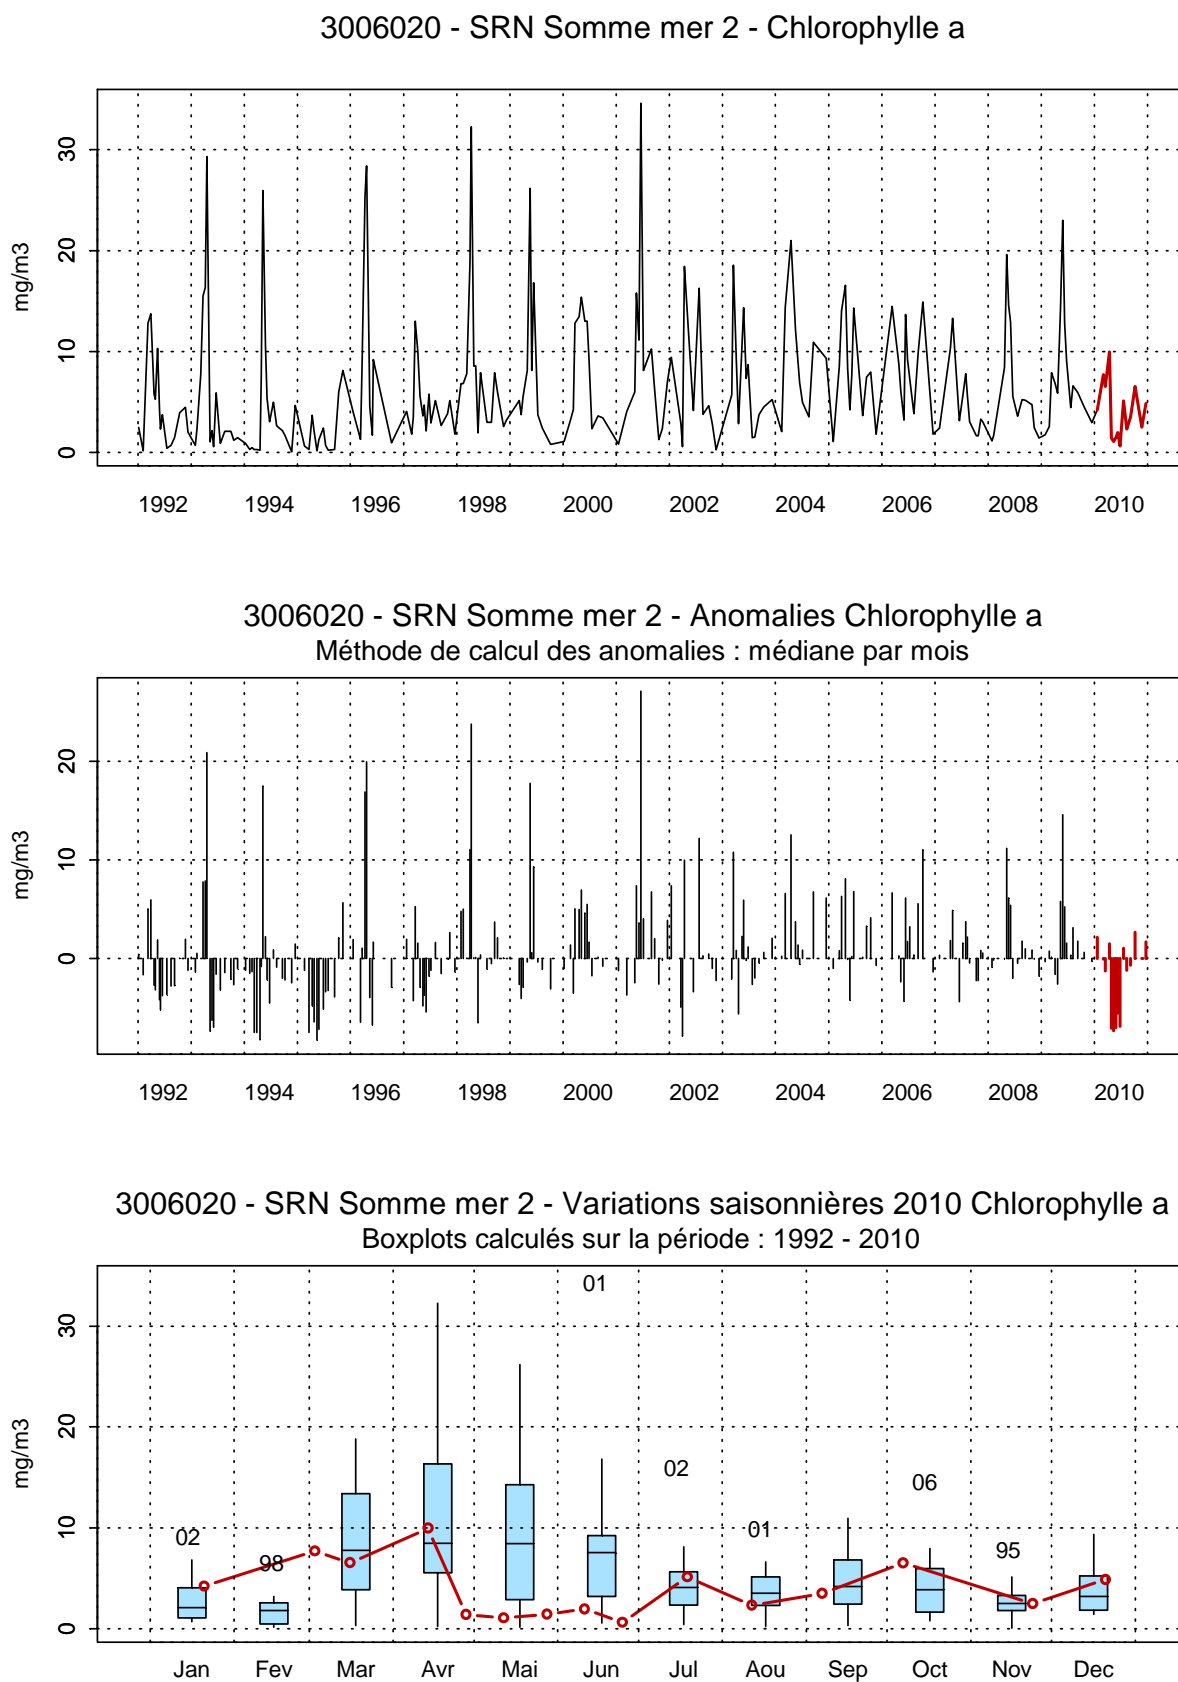 3006020 - SRN Somme mer 2 - Chlorophylle a
30
20
10
0
mg/m3
1992 1994 1996 1998 2000 2002 2004 2006 2008 2010
3006020 - SRN Somme mer 2 - Anomalies Chlorophylle a
Méthode de calcul des anomalies : médiane par mois
20
10
0
mg/m3
1992 1994 1996 1998 2000 2002 2004 2006 2008 2010
3006020 - SRN Somme mer 2 - Variations saisonnières 2010 Chlorophylle a
Boxplots calculés sur la période : 1992 - 2010
30
20
10
0
mg/m3
02
98
01
02
01
06
95
Jan Fev Mar Avr Mai Jun Jul Aou Sep Oct Nov Dec